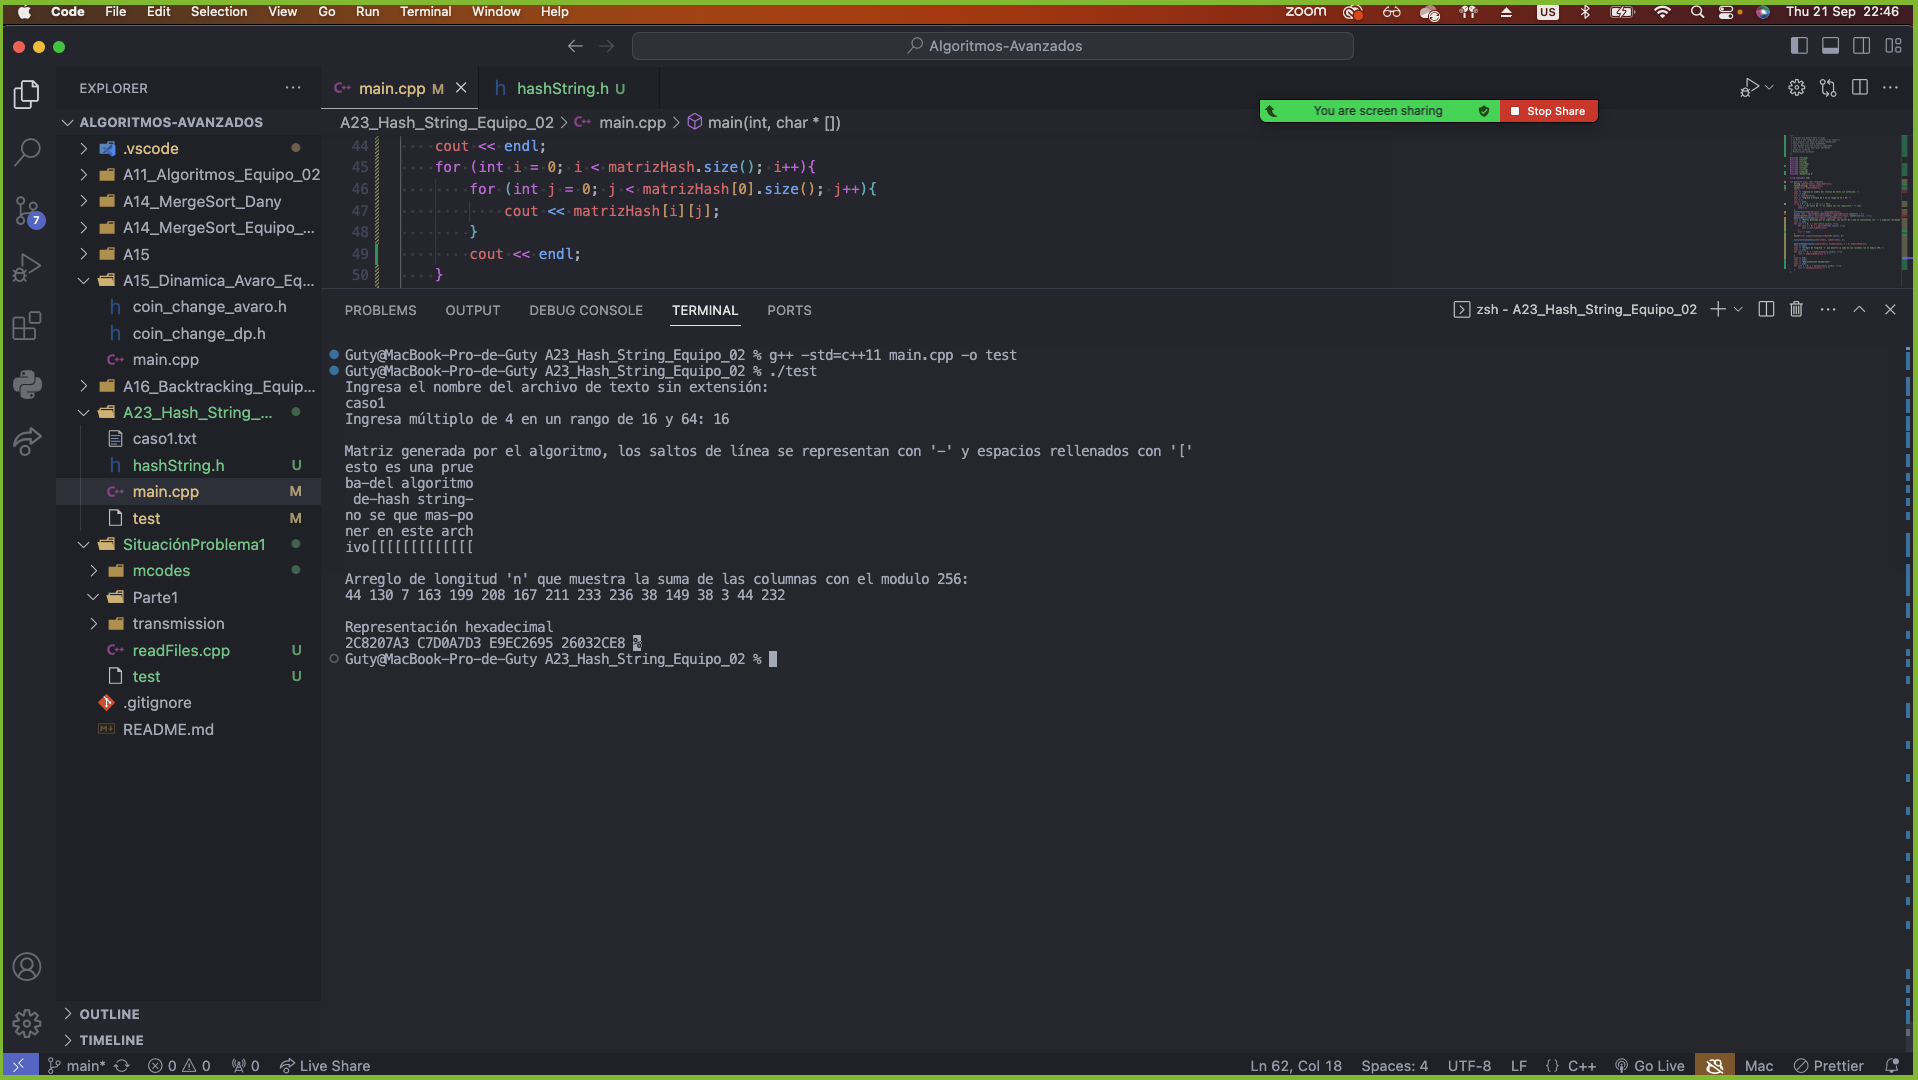 Code File Edit Selection View Go Run Terminal Window Help
zoom US Thu 21 Sep 22:46
Algoritmos-Avanzados
EXPLORER
main.cpp M
hashString.h U
You are screen sharing
Stop Share
ALGORITMOS-AVANZADOS
.vscode
A11_Algoritmos_Equipo_02
A14_MergeSort_Dany
A14_MergeSort_Equipo_...
A15
A15_Dinamica_Avaro_Eq...
coin_change_avaro.h
coin_change_dp.h
main.cpp
A16_Backtracking_Equip...
A23_Hash_String_...
caso1.txt
hashString.h U
main.cpp M
test M
SituaciónProblema1
mcodes
Parte1
transmission
readFiles.cpp U
test U
.gitignore
README.md
OUTLINE
TIMELINE
7
A23_Hash_String_Equipo_02 > main.cpp > main(int, char * [])
44 cout << endl;
45 for (int i = 0; i < matrizHash.size(); i++){
46 for (int j = 0; j < matrizHash[0].size(); j++){
47 cout << matrizHash[i][j];
48 }
49 cout << endl;
50 }
PROBLEMS OUTPUT DEBUG CONSOLE TERMINAL PORTS
zsh - A23_Hash_String_Equipo_02
Guty@MacBook-Pro-de-Guty A23_Hash_String_Equipo_02 % g++ -std=c++11 main.cpp -o test
Guty@MacBook-Pro-de-Guty A23_Hash_String_Equipo_02 % ./test
Ingresa el nombre del archivo de texto sin extensión:
caso1
Ingresa múltiplo de 4 en un rango de 16 y 64: 16
Matriz generada por el algoritmo, los saltos de línea se representan con '-' y espacios rellenados con '['
esto es una prue
ba-del algoritmo
 de-hash string-
no se que mas-po
ner en este arch
ivo[[[[[[[[[[[[[
Arreglo de longitud 'n' que muestra la suma de las columnas con el modulo 256:
44 130 7 163 199 208 167 211 233 236 38 149 38 3 44 232
Representación hexadecimal
2C8207A3 C7D0A7D3 E9EC2695 26032CE8 %
Guty@MacBook-Pro-de-Guty A23_Hash_String_Equipo_02 %
main* 0 0 0 Live Share
Ln 62, Col 18 Spaces: 4 UTF-8 LF {} C++ Go Live Mac Prettier